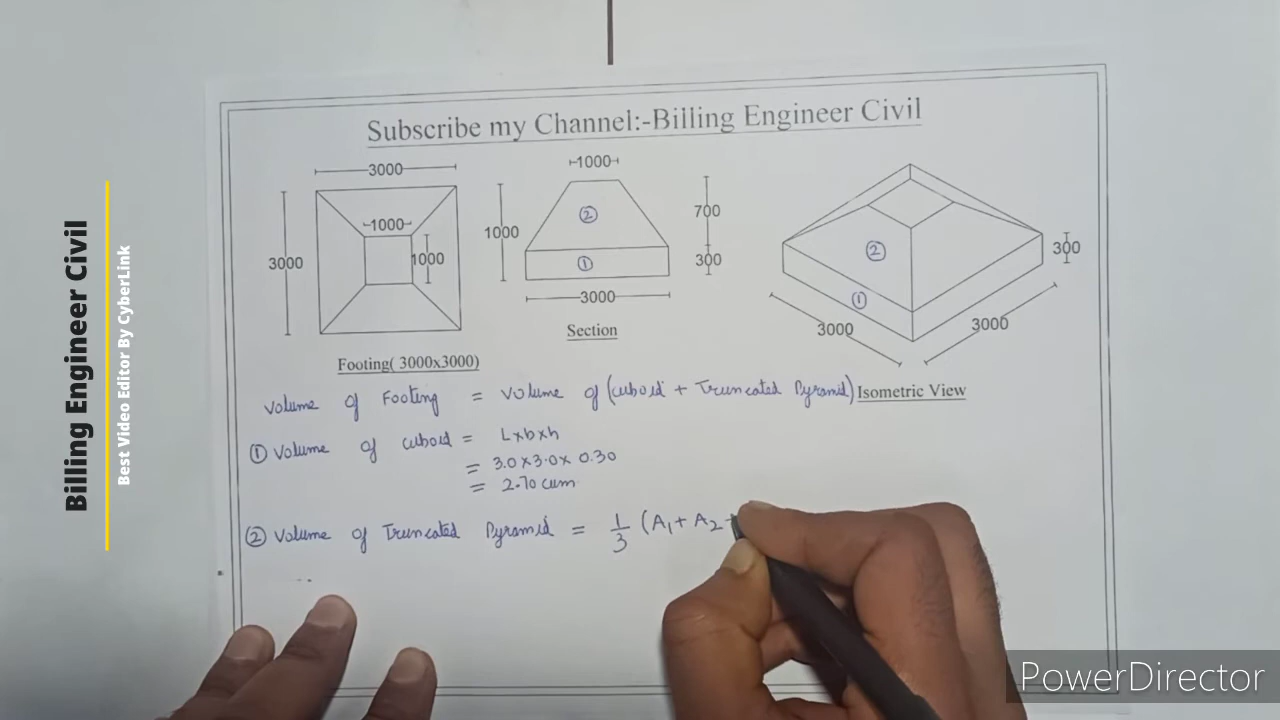 Billing Engineer Civil
Best Video Editor By CyberLink
Subscribe my Channel:-Billing Engineer Civil
3000
3000
1000
1000
Footing( 3000x3000)
1000
1000
700
300
②
①
3000
Section
②
①
300
3000
3000
Isometric View
Volume of Footing = Volume of (cuboid + Truncated Pyramid)
① Volume of cuboid = L×b×h
= 3.0×3.0× 0.30
= 2.70 cum
② Volume of Truncated Pyramid = 1/3 (A₁+ A₂ +
PowerDirector